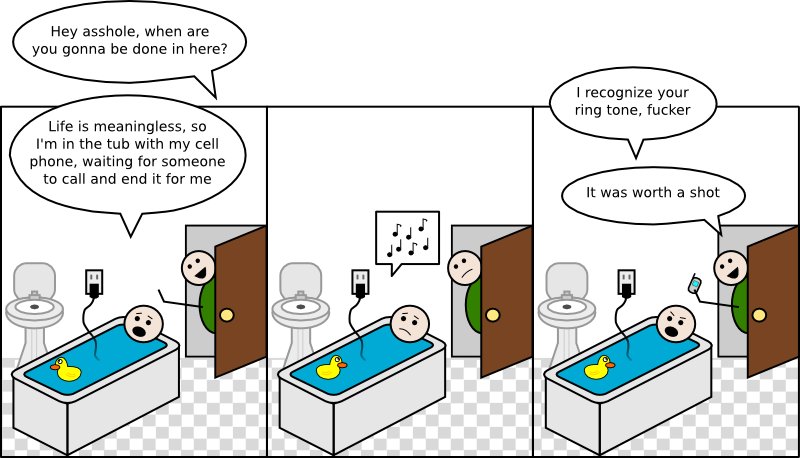 Hey asshole, when are
you gonna be done in here?
Life is meaningless, so
I'm in the tub with my cell
phone, waiting for someone
to call and end it for me
I recognize your
ring tone, fucker
It was worth a shot